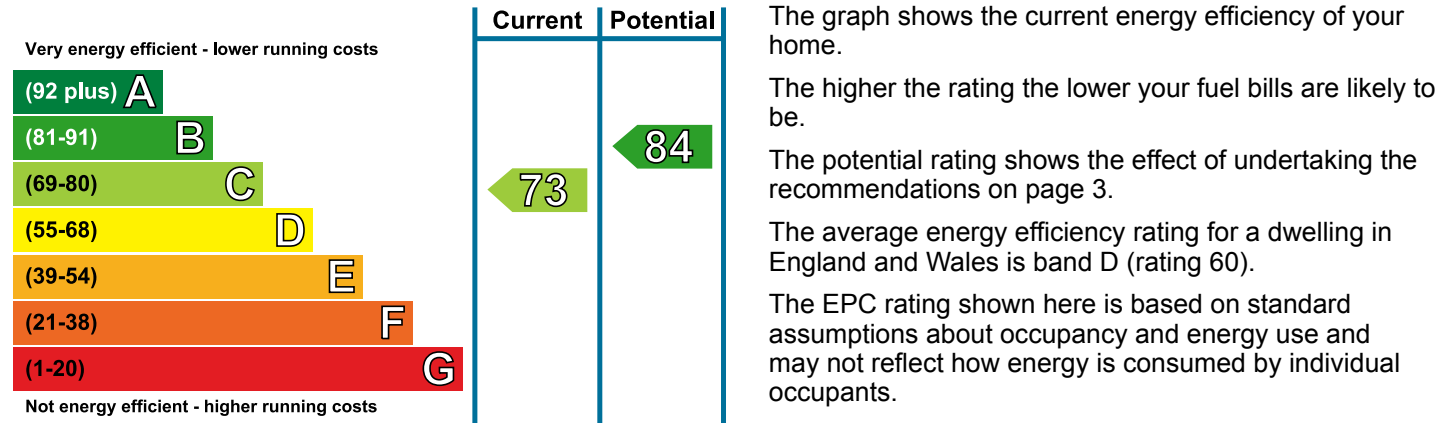 Current Potential
Very energy efficient - lower running costs
(92 plus) A
(81-91) B
84
(69-80) C
73
(55-68) D
(39-54) E
(21-38) F
(1-20) G
Not energy efficient - higher running costs
The graph shows the current energy efficiency of your
home.
The higher the rating the lower your fuel bills are likely to
be.
The potential rating shows the effect of undertaking the
recommendations on page 3.
The average energy efficiency rating for a dwelling in
England and Wales is band D (rating 60).
The EPC rating shown here is based on standard
assumptions about occupancy and energy use and
may not reflect how energy is consumed by individual
occupants.